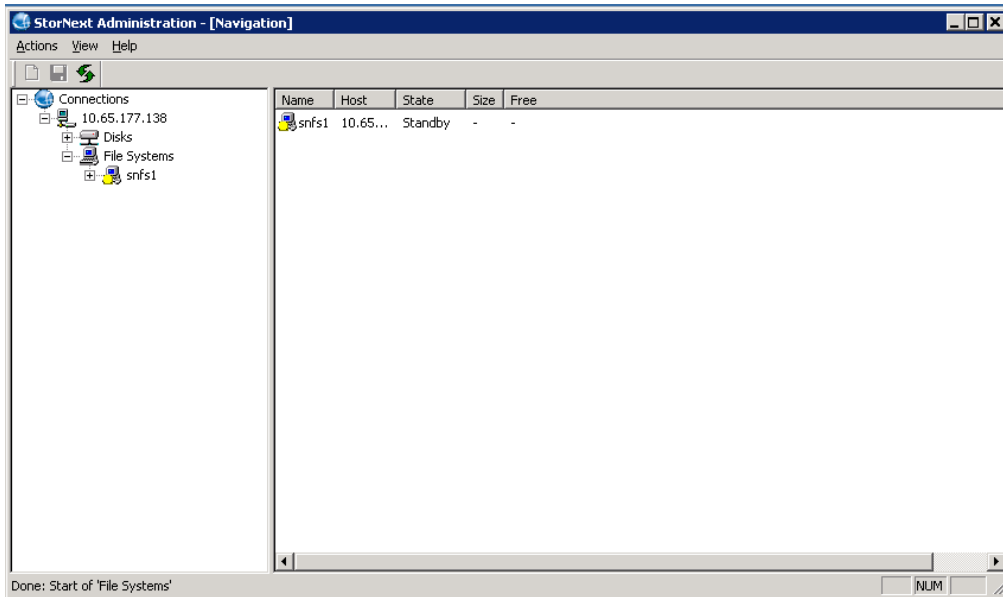 StorNext Administration - [Navigation]
Actions View Help
Connections
10.65.177.138
Disks
File Systems
snfs1
Name Host State Size Free
snfs1 10.65... Standby - -
Done: Start of 'File Systems'
NUM